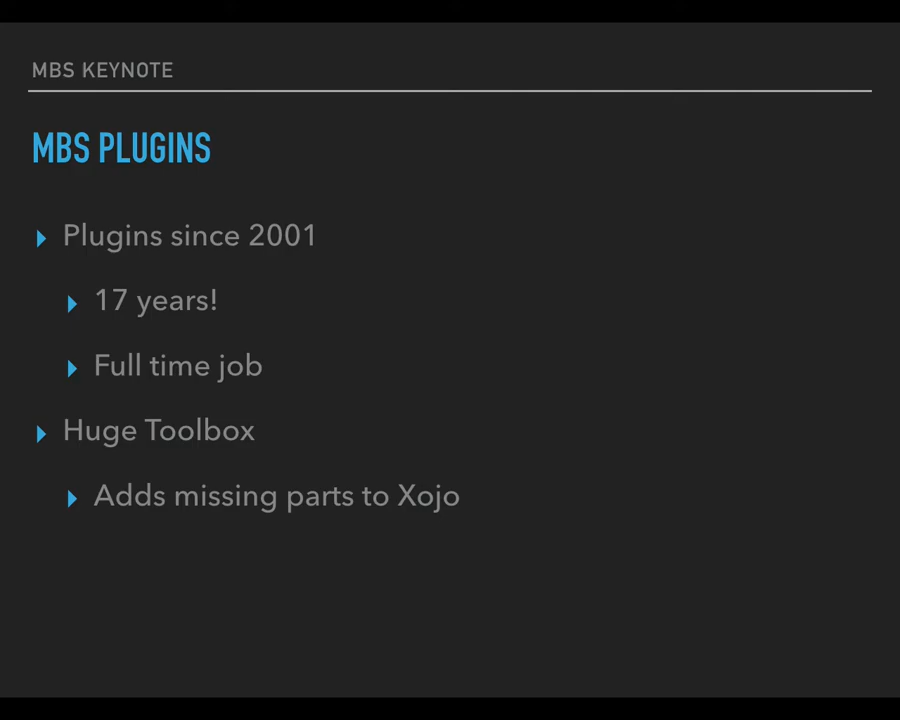 MBS KEYNOTE
MBS PLUGINS
Plugins since 2001
17 years!
Full time job
Huge Toolbox
Adds missing parts to Xojo